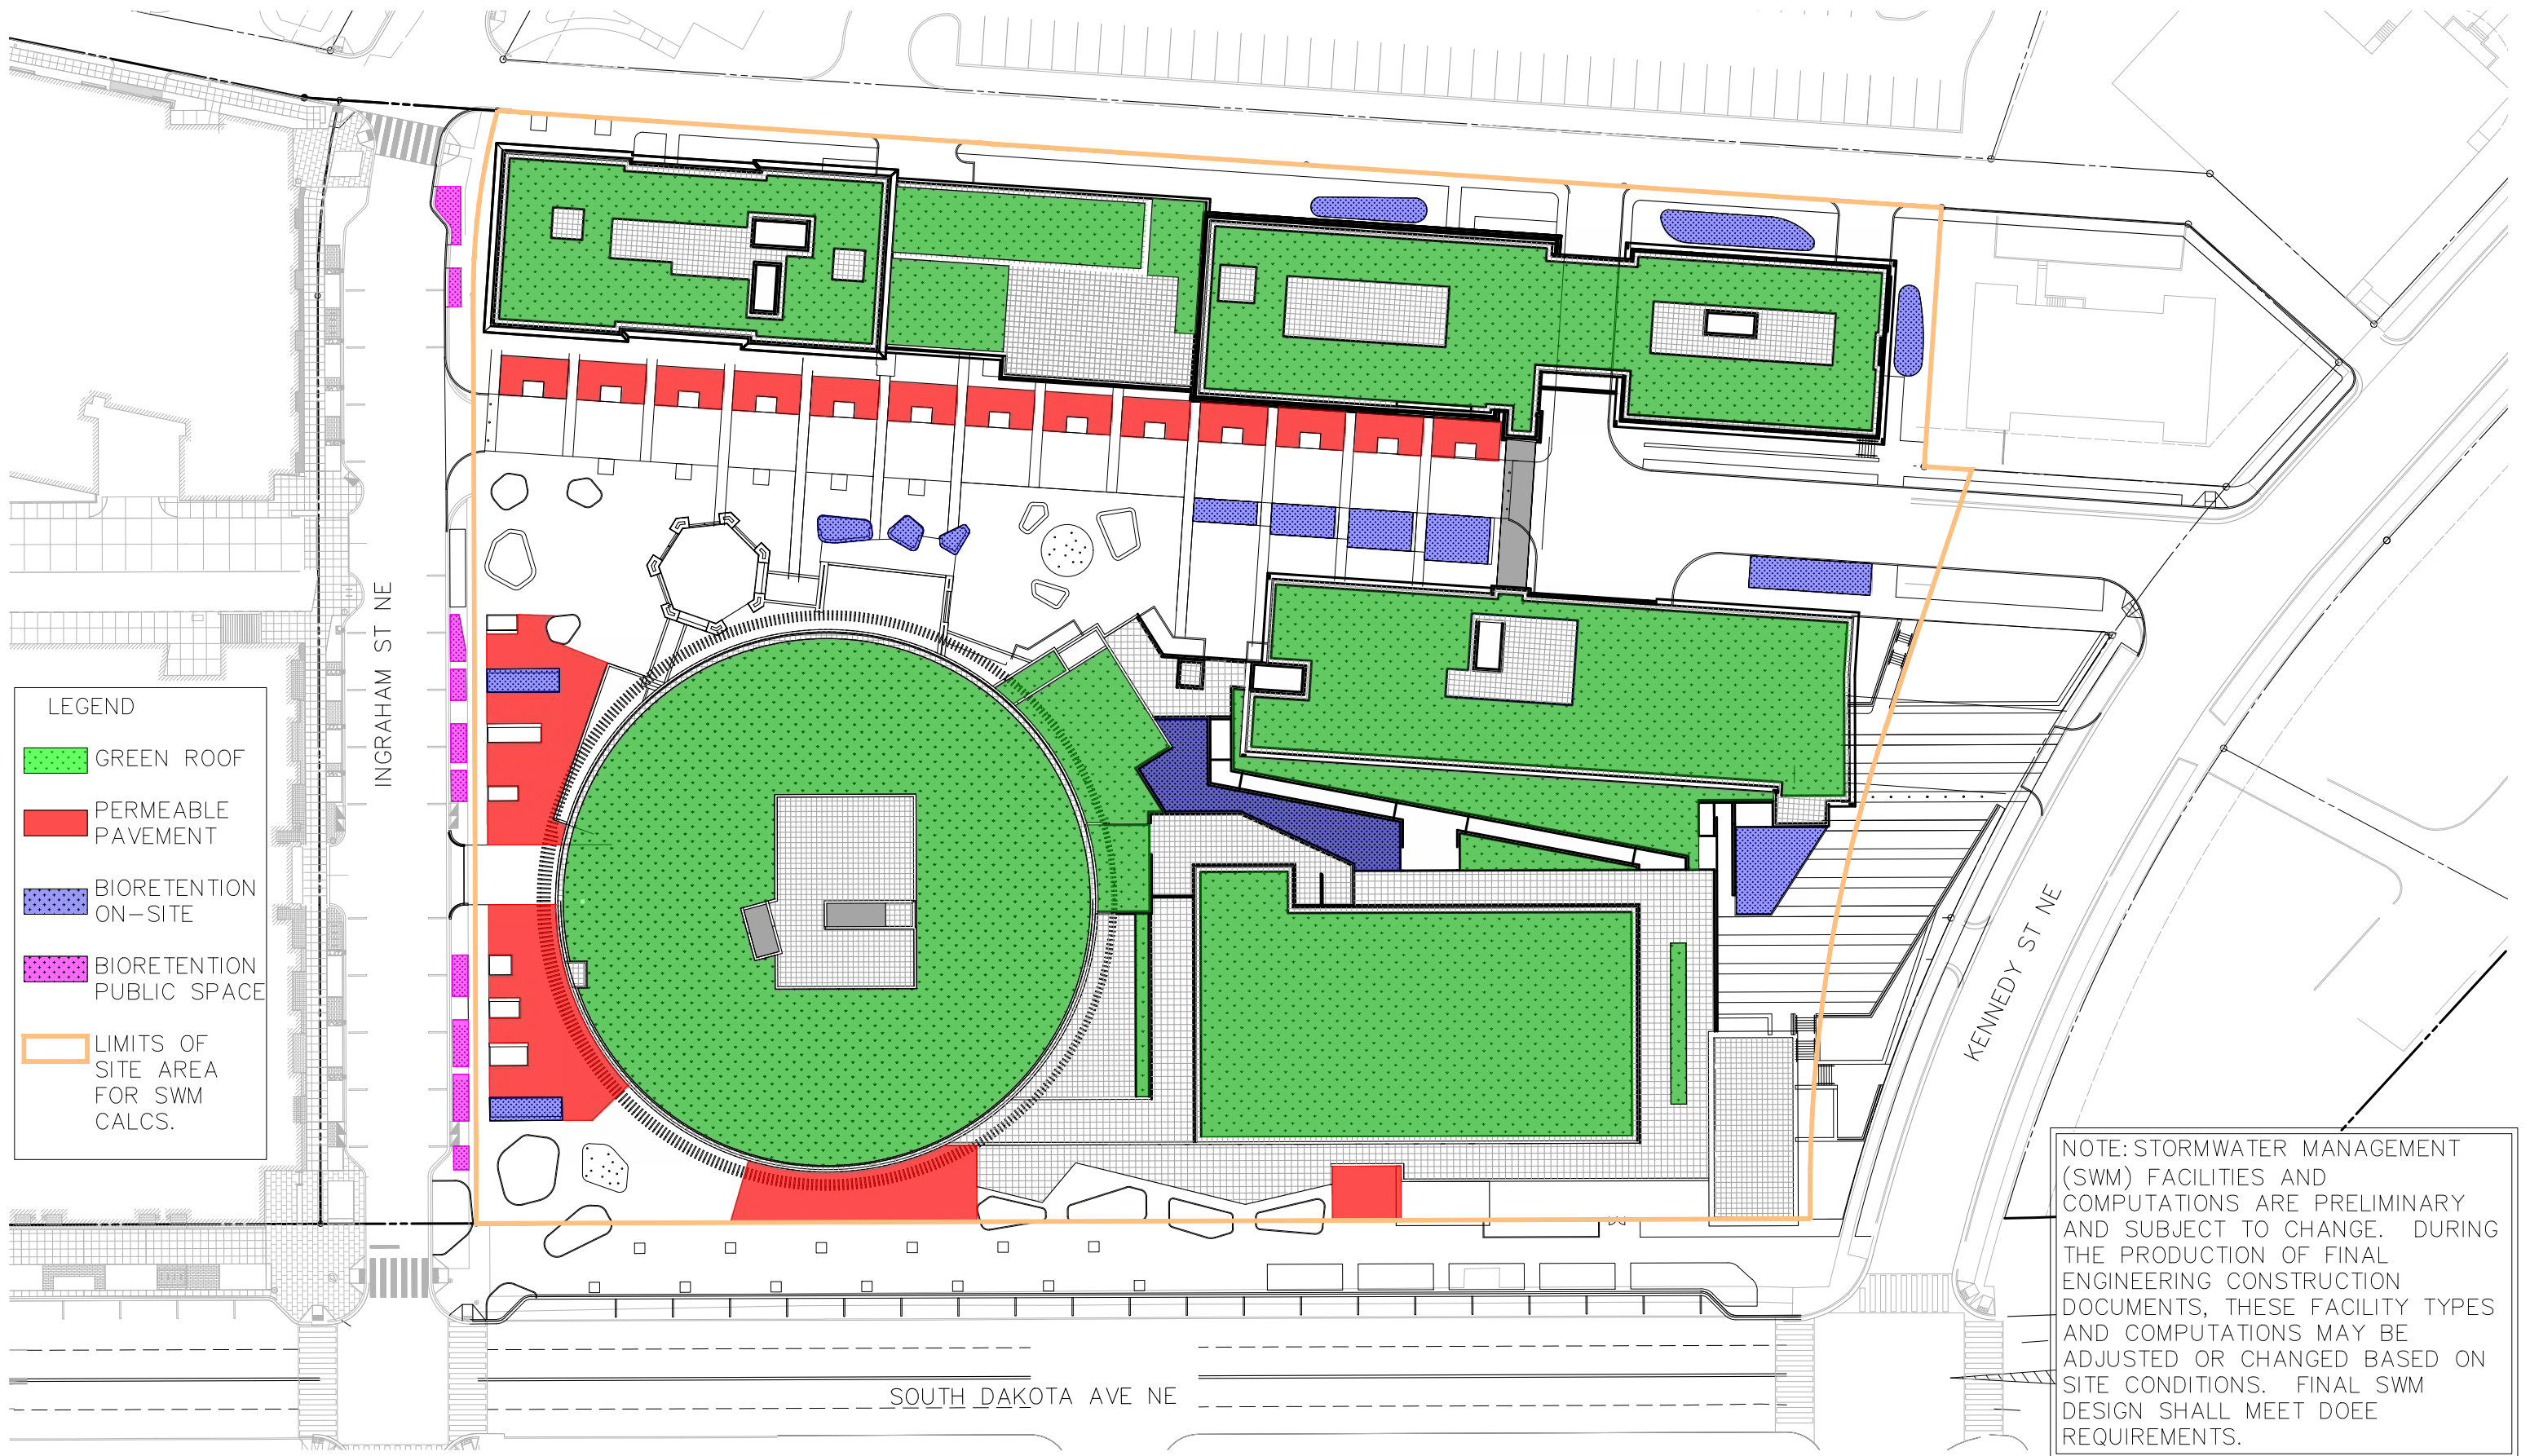 INGRAHAM ST NE
LEGEND
GREEN ROOF
PERMEABLE
PAVEMENT
BIORETENTION
ON-SITE
BIORETENTION
PUBLIC SPACE
LIMITS OF
SITE AREA
FOR SWM
CALCS.
KENNEDY ST NE
SOUTH DAKOTA AVE NE
NOTE: STORMWATER MANAGEMENT
(SWM) FACILITIES AND
COMPUTATIONS ARE PRELIMINARY
AND SUBJECT TO CHANGE. DURING
THE PRODUCTION OF FINAL
ENGINEERING CONSTRUCTION
DOCUMENTS, THESE FACILITY TYPES
AND COMPUTATIONS MAY BE
ADJUSTED OR CHANGED BASED ON
SITE CONDITIONS. FINAL SWM
DESIGN SHALL MEET DOEE
REQUIREMENTS.